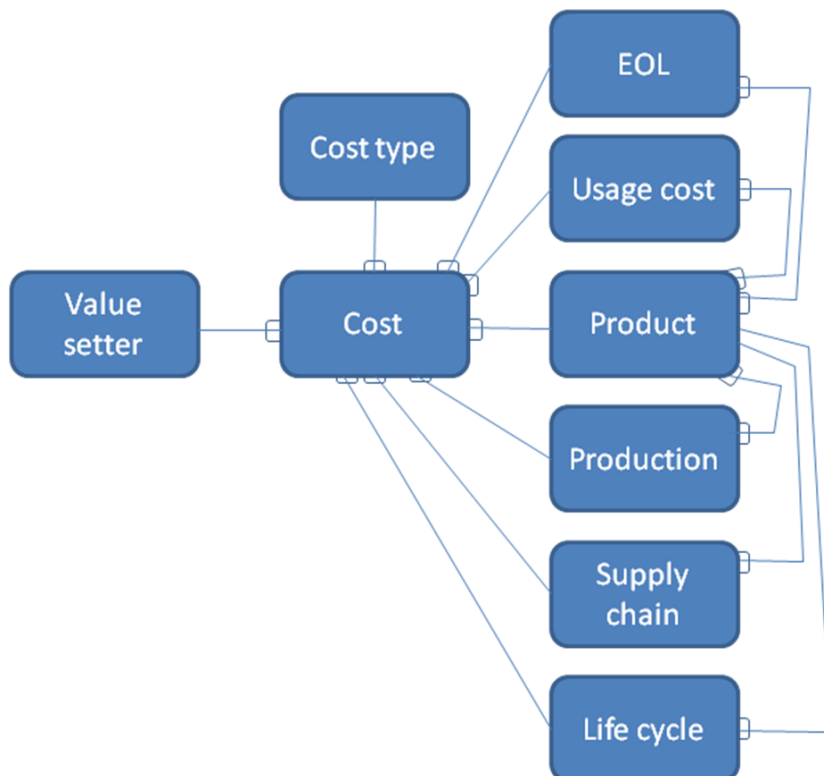 EOL
Cost type
Usage cost
Value
setter
Cost
Product
Production
Supply
chain
Life cycle